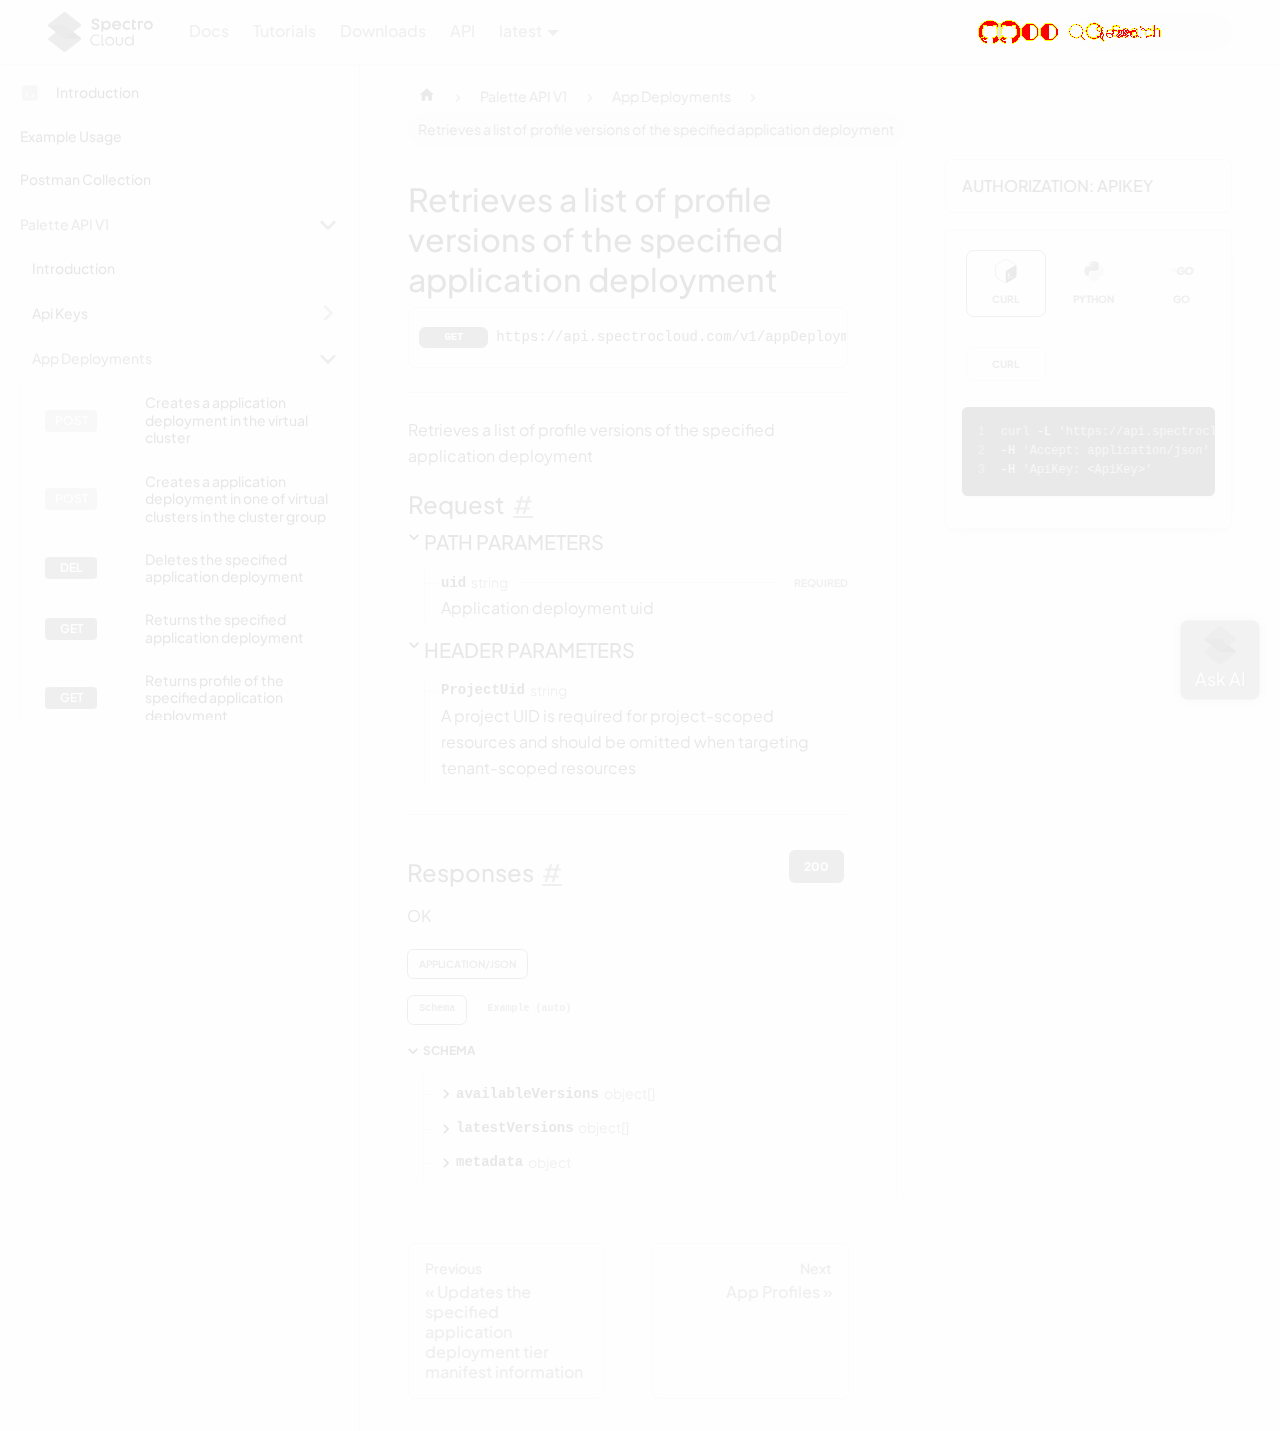 Spectro
Cloud
Docs
Tutorials
Downloads
API
latest
Introduction
Example Usage
Postman Collection
Palette API V1
Introduction
Api Keys
App Deployments
POST
Creates a application
deployment in the virtual
cluster
POST
Creates a application
deployment in one of virtual
clusters in the cluster group
DEL
Deletes the specified
application deployment
GET
Returns the specified
application deployment
GET
Returns profile of the
specified application
deployment
Palette API V1
App Deployments
Retrieves a list of profile versions of the specified application deployment
Retrieves a list of profile
versions of the specified
application deployment
GET https://api.spectrocloud.com/v1/appDeploym
Retrieves a list of profile versions of the specified
application deployment
Request #
PATH PARAMETERS
uid string REQUIRED
Application deployment uid
HEADER PARAMETERS
ProjectUid string
A project UID is required for project-scoped
resources and should be omitted when targeting
tenant-scoped resources
Responses #
200
OK
APPLICATION/JSON
Schema
Example (auto)
SCHEMA
availableVersions object[]
latestVersions object[]
metadata object
Previous
« Updates the
specified
application
deployment tier
manifest information
Next
App Profiles »
AUTHORIZATION: APIKEY
CURL
PYTHON
GO
GO
CURL
1 curl -L 'https://api.spectrocl
2 -H 'Accept: application/json'
3 -H 'ApiKey: <ApiKey>'
Ask AI